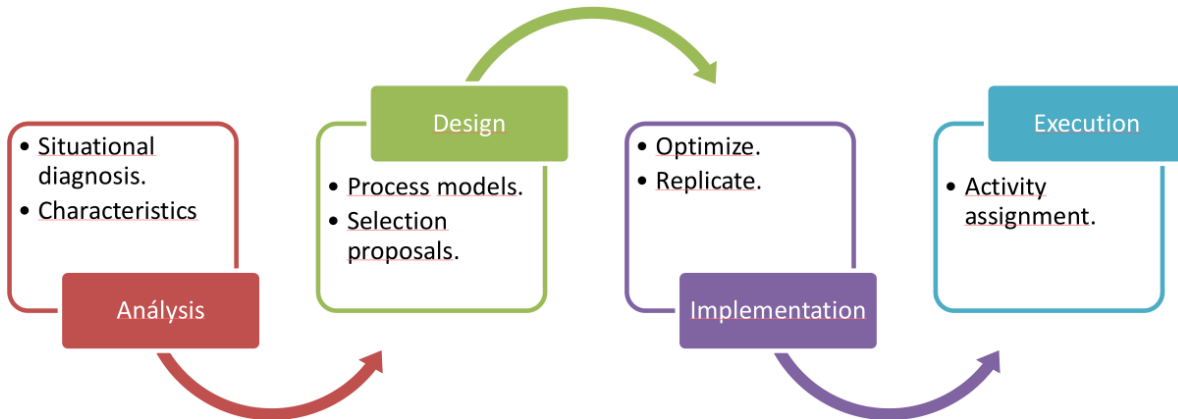 • Situational
diagnosis.
• Characteristics
Análysis
Design
• Process models.
• Selection
proposals.
• Optimize.
• Replicate.
Implementation
Execution
• Activity
assignment.